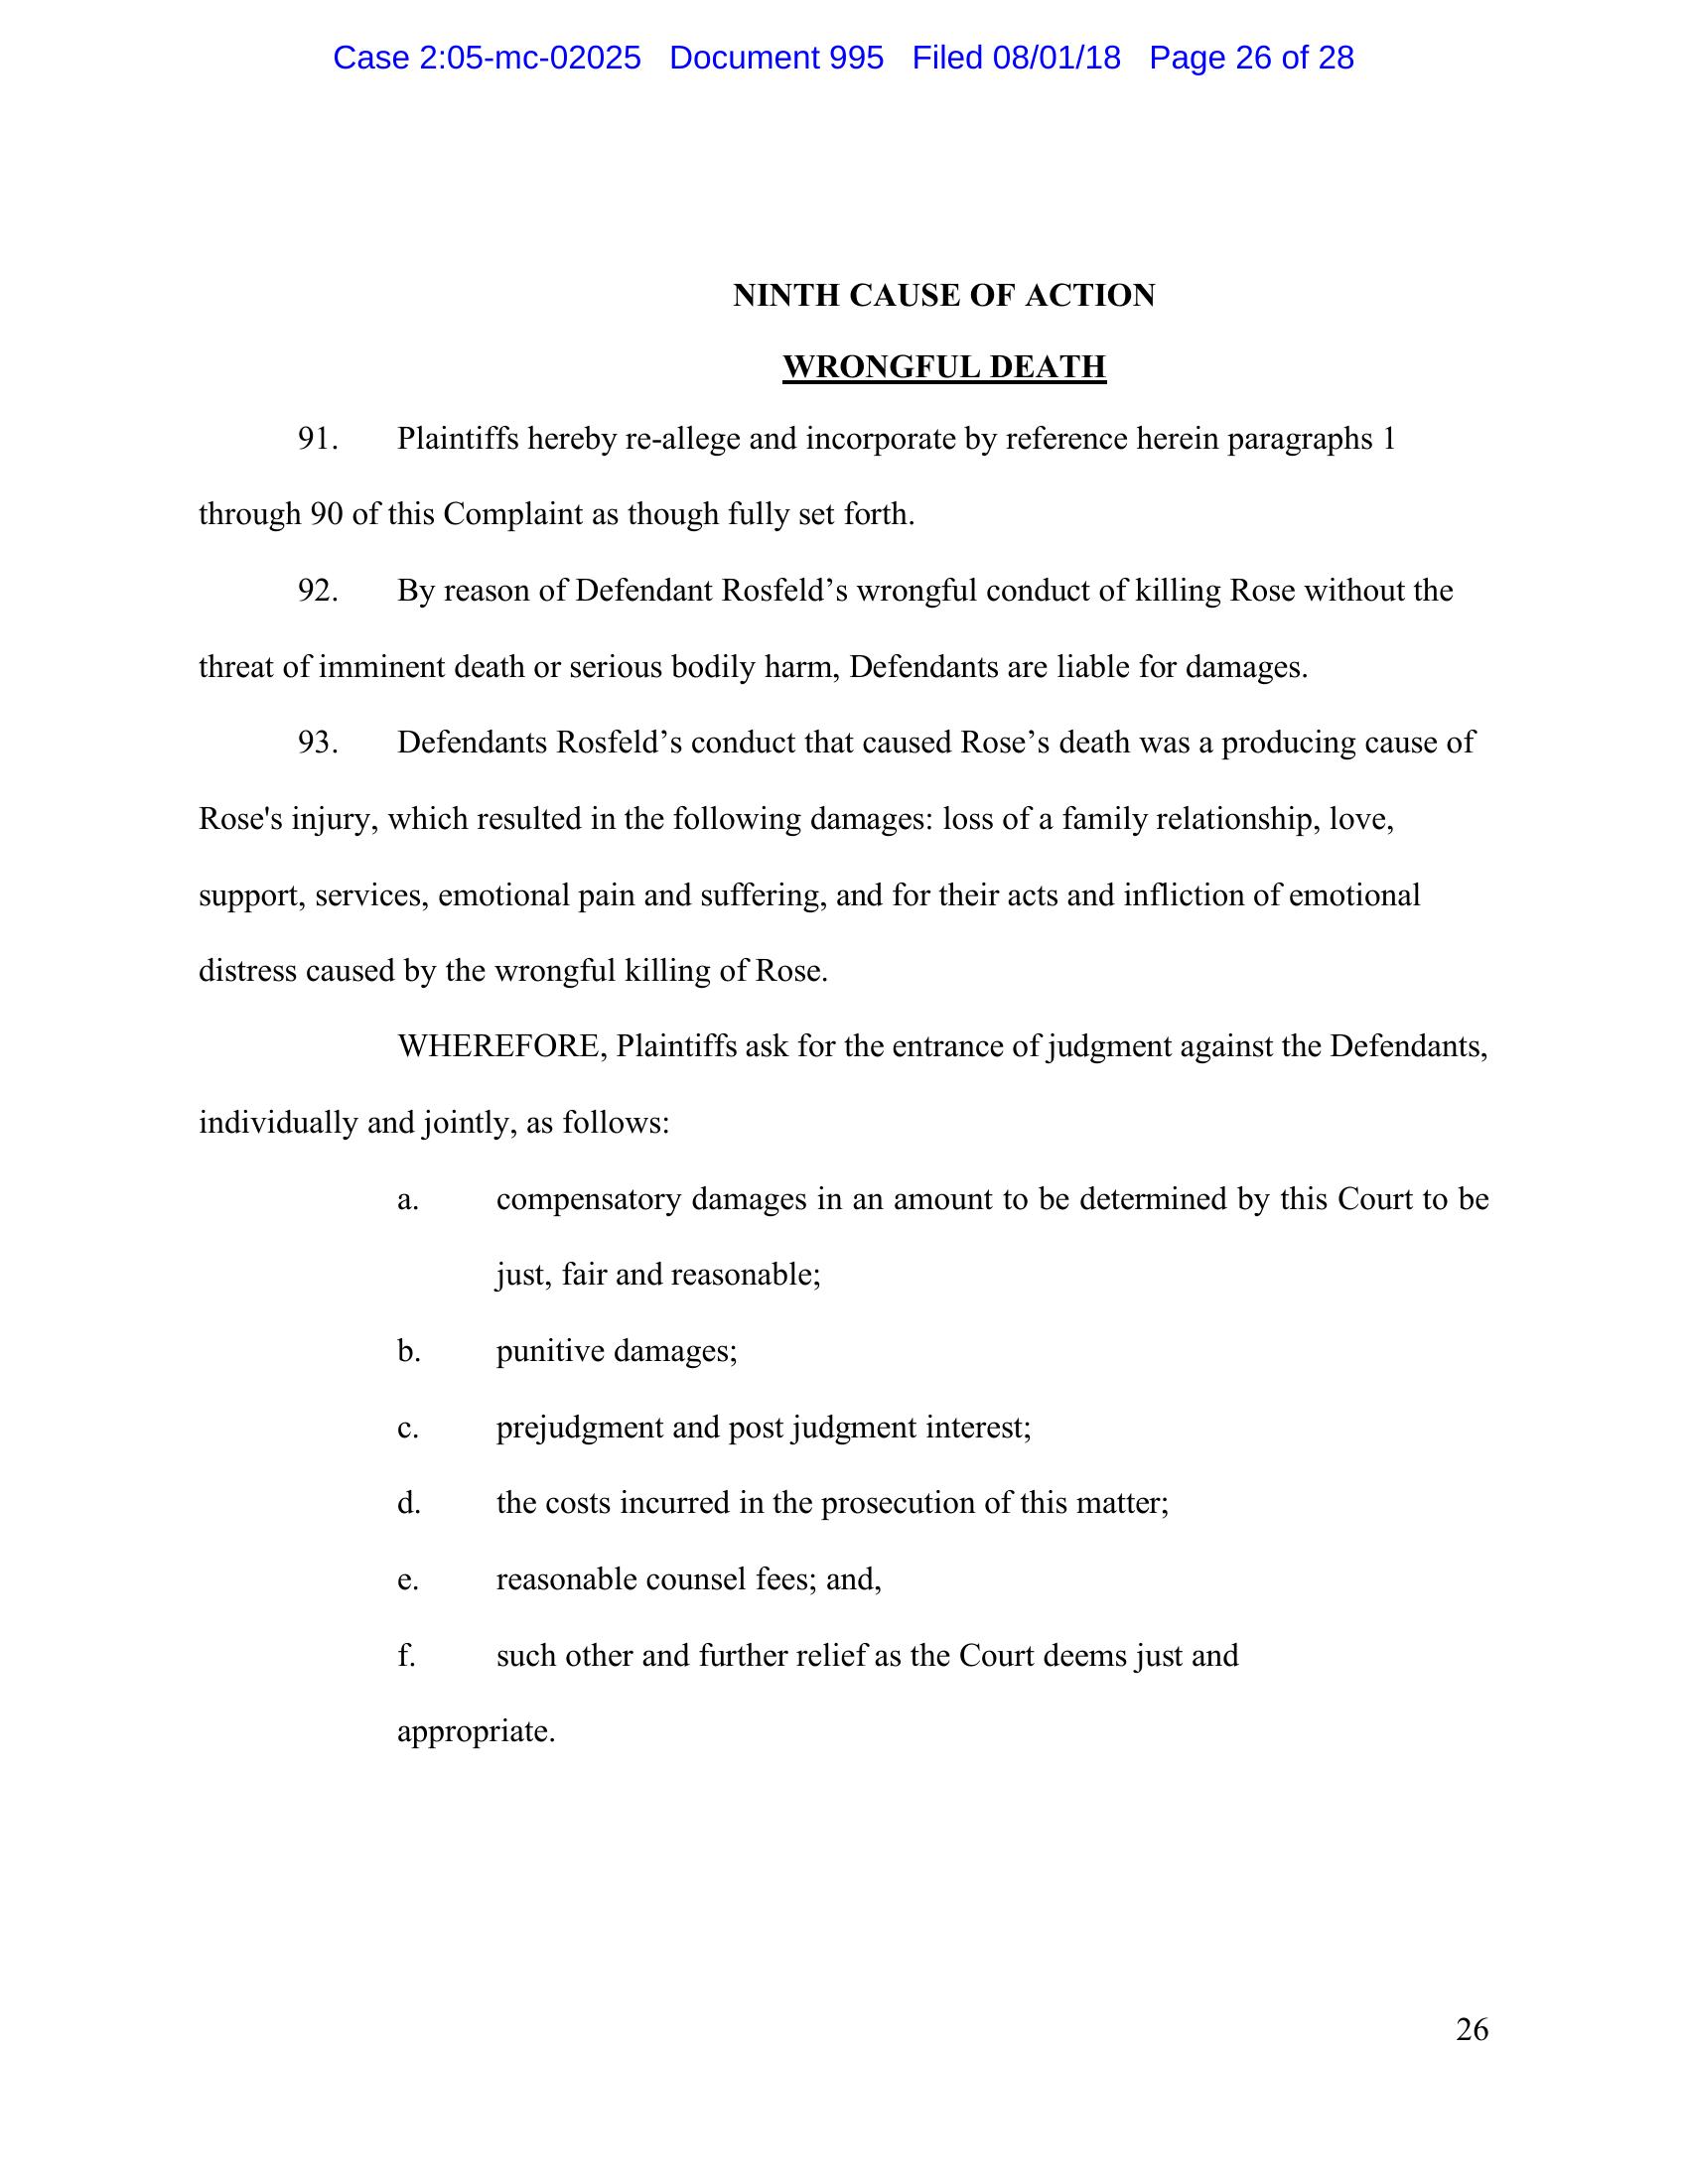 Case 2:05-mc-02025 Document 995 Filed 08/01/18 Page 26 of 28
NINTH CAUSE OF ACTION
WRONGFUL DEATH
91. Plaintiffs hereby re-allege and incorporate by reference herein paragraphs 1
through 90 of this Complaint as though fully set forth.
92. By reason of Defendant Rosfeld’s wrongful conduct of killing Rose without the
threat of imminent death or serious bodily harm, Defendants are liable for damages.
93. Defendants Rosfeld’s conduct that caused Rose’s death was a producing cause of
Rose's injury, which resulted in the following damages: loss of a family relationship, love,
support, services, emotional pain and suffering, and for their acts and infliction of emotional
distress caused by the wrongful killing of Rose.
WHEREFORE, Plaintiffs ask for the entrance of judgment against the Defendants,
individually and jointly, as follows:
a. compensatory damages in an amount to be determined by this Court to be
just, fair and reasonable;
b. punitive damages;
c. prejudgment and post judgment interest;
d. the costs incurred in the prosecution of this matter;
e. reasonable counsel fees; and,
f. such other and further relief as the Court deems just and
appropriate.
26